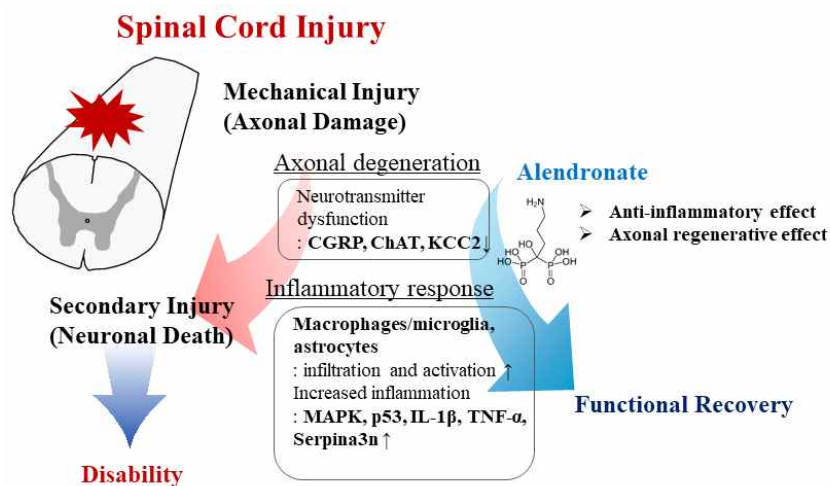 Spinal Cord Injury
Mechanical Injury
(Axonal Damage)
Axonal degeneration
Neurotransmitter
dysfunction
: CGRP, ChAT, KCC2↓
Alendronate
➢ Anti-inflammatory effect
➢ Axonal regenerative effect
H₂N
HO
OH
OH
HO
P
P
OH
O
O
Secondary Injury
(Neuronal Death)
Inflammatory response
Macrophages/microglia,
astrocytes
: infiltration and activation ↑
Increased inflammation
: MAPK, p53, IL-1β, TNF-α,
Serpina3n ↑
Functional Recovery
Disability